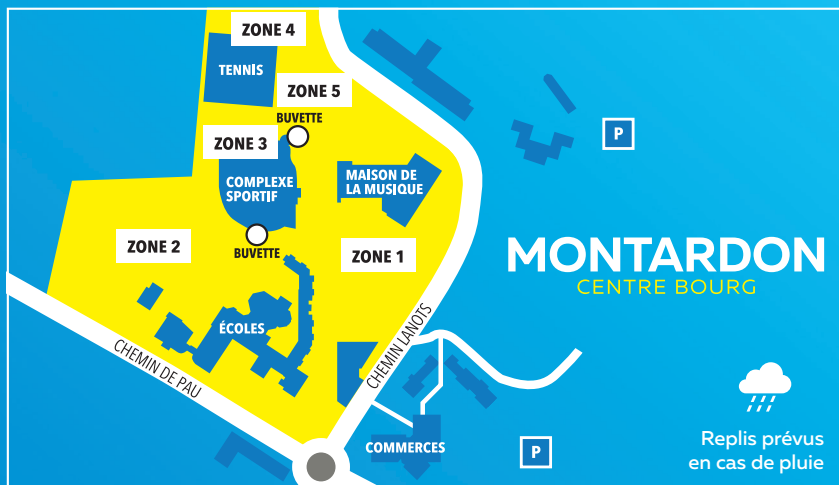 ZONE 4
TENNIS
ZONE 5
BUVETTE
ZONE 3
COMPLEXE
SPORTIF
MAISON DE
LA MUSIQUE
P
ZONE 2
BUVETTE
ZONE 1
MONTARDON
CENTRE BOURG
ÉCOLES
CHEMIN DE PAU
CHEMIN LANOTS
COMMERCES
P
Replis prévus
en cas de pluie